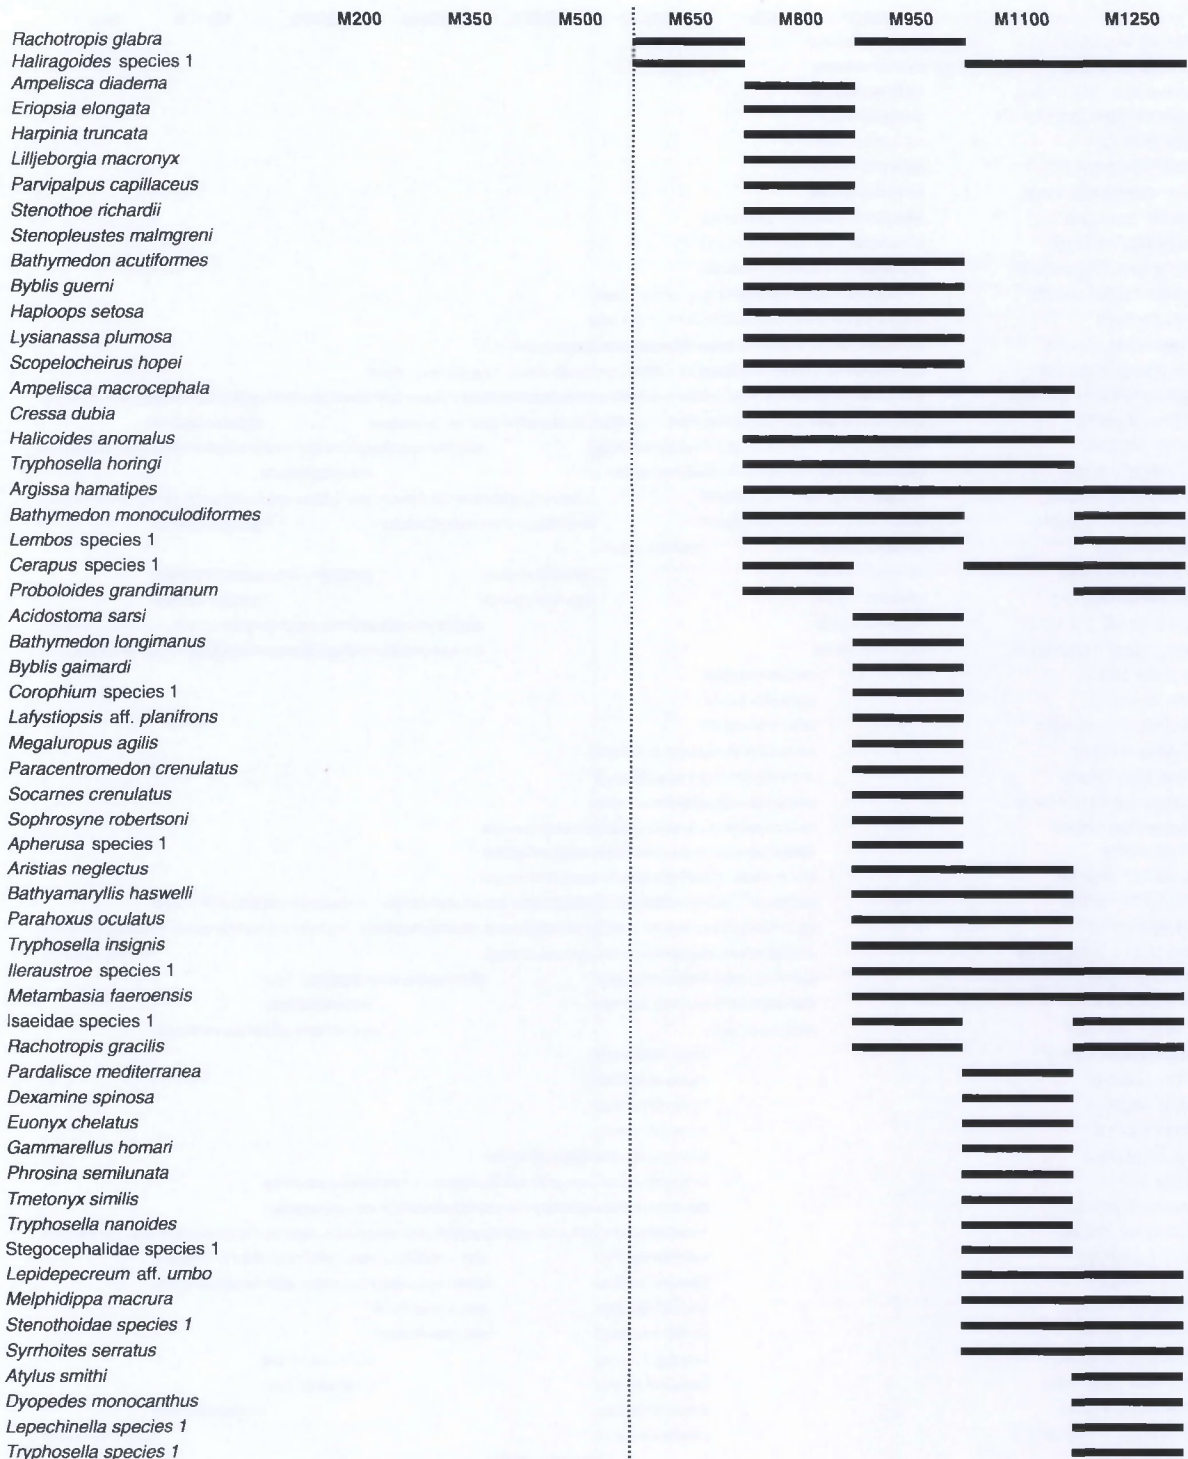 M200 M350 M500 M650 M800 M950 M1100 M1250
Rachotropis glabra
Haliragoides species 1
Ampelisca diadema
Eriopsia elongata
Harpinia truncata
Lilljeborgia macronyx
Parvipalpus capillaceus
Stenothoe richardii
Stenopleustes malmgreni
Bathymedon acutiformes
Byblis guerni
Haploops setosa
Lysianassa plumosa
Scopelocheirus hopei
Ampelisca macrocephala
Cressa dubia
Halicoides anomalus
Tryphosella horingi
Argissa hamatipes
Bathymedon monoculodiformes
Lembos species 1
Cerapus species 1
Proboloides grandimanum
Acidostoma sarsi
Bathymedon longimanus
Byblis gaimardi
Corophium species 1
Lafystiopsis aff. planifrons
Megaluropus agilis
Paracentromedon crenulatus
Socarnes crenulatus
Sophrosyne robertsoni
Apherusa species 1
Aristias neglectus
Bathyamaryllis haswelli
Parahoxus oculatus
Tryphosella insignis
Ileraustroe species 1
Metambasia faeroensis
Isaeidae species 1
Rachotropis gracilis
Pardalisce mediterranea
Dexamine spinosa
Euonyx chelatus
Gammarellus homari
Phrosina semilunata
Tmetonyx similis
Tryphosella nanoides
Stegocephalidae species 1
Lepidepecreum aff. umbo
Melphidippa macrura
Stenothoidae species 1
Syrrhoites serratus
Atylus smithi
Dyopedes monocanthus
Lepechinella species 1
Tryphosella species 1